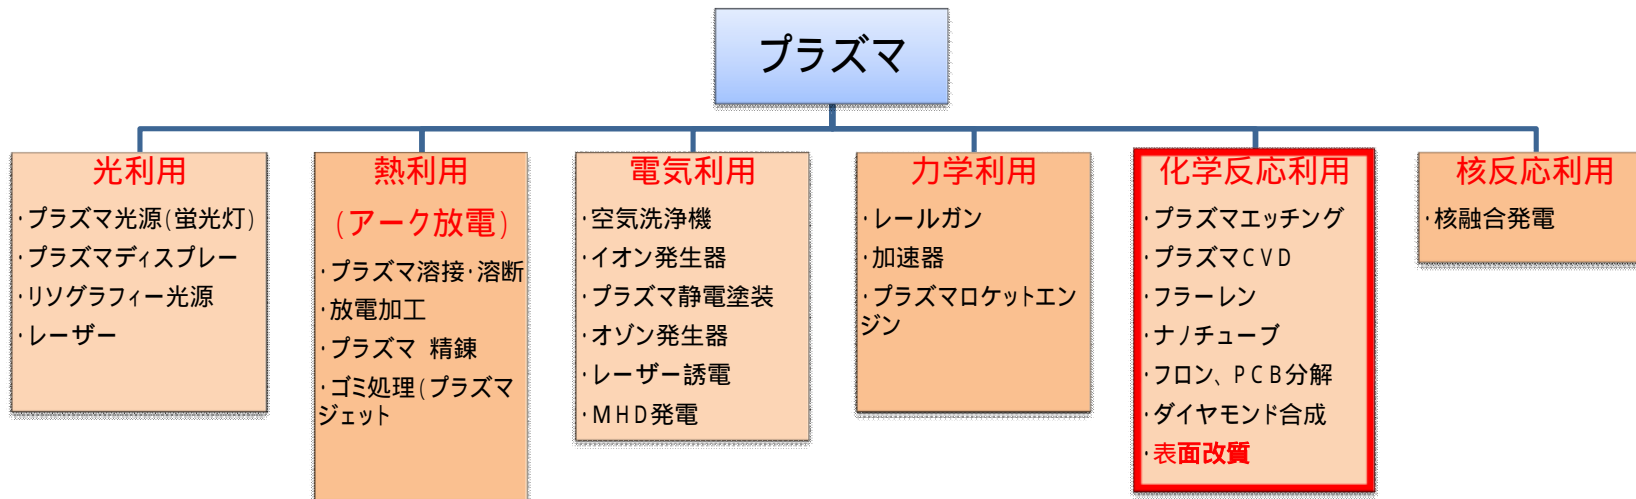 プラズマ
光利用
・プラズマ光源(蛍光灯)
・プラズマディスプレー
・リソグラフィー光源
・レーザー
熱利用
(アーク放電)
・プラズマ溶接・溶断
・放電加工
・プラズマ 精錬
・ゴミ処理(プラズマ
ジェット
電気利用
・空気洗浄機
・イオン発生器
・プラズマ静電塗装
・オゾン発生器
・レーザー誘電
・MHD発電
力学利用
・レールガン
・加速器
・プラズマロケットエン
ジン
化学反応利用
・プラズマエッチング
・プラズマCVD
・フラーレン
・ナノチューブ
・フロン、PCB分解
・ダイヤモンド合成
・表面改質
核反応利用
・核融合発電